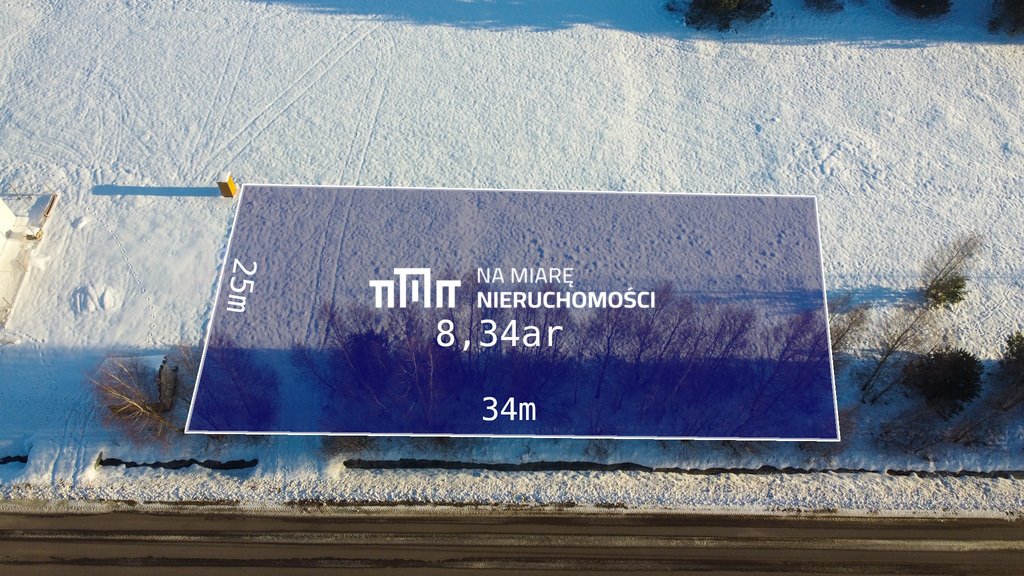 25m
NA MIARĘ
NIERUCHOMOŚCI
8,34ar
34m